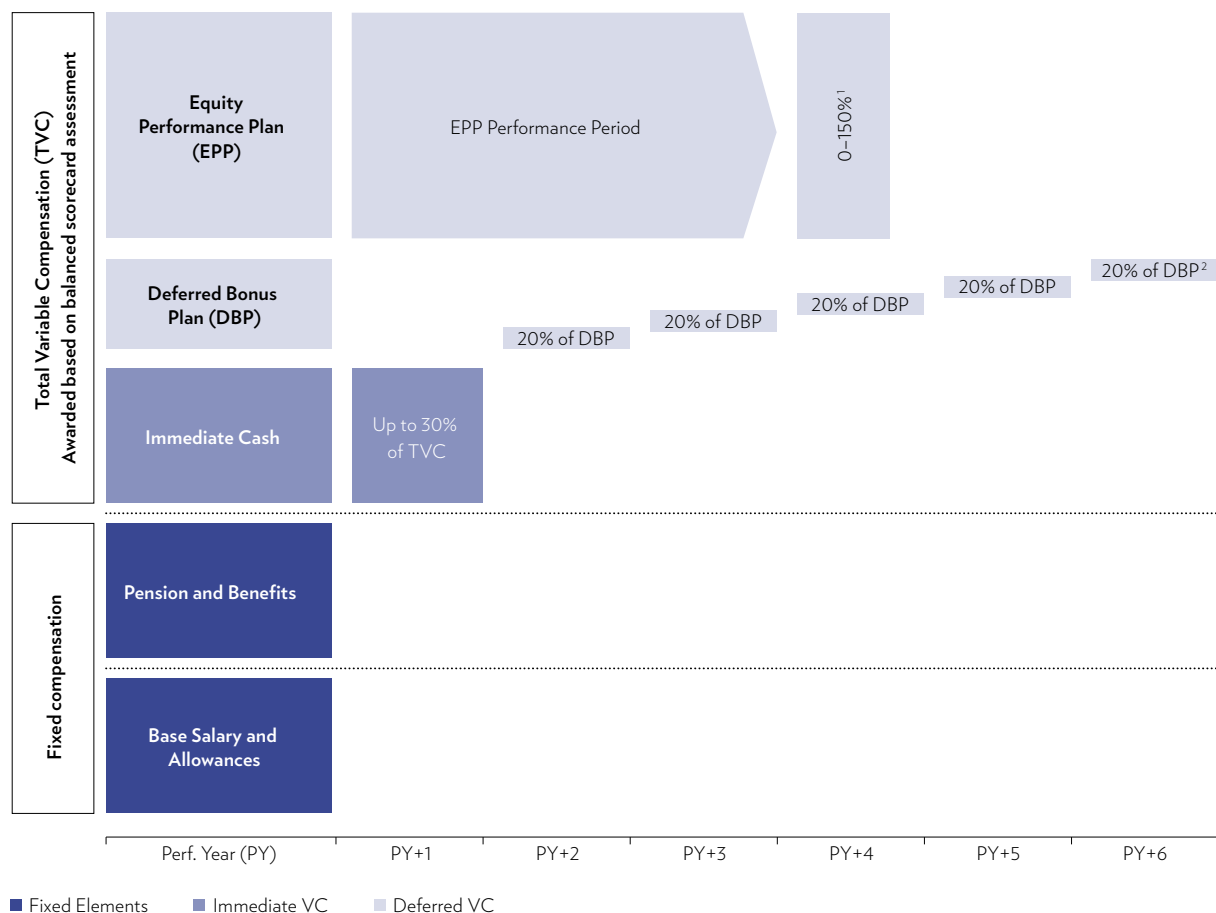 Total Variable Compensation (TVC)
Awarded based on balanced scorecard assessment
Equity
Performance Plan
(EPP)
EPP Performance Period
0–150%¹
Deferred Bonus
Plan (DBP)
20% of DBP
20% of DBP
20% of DBP
20% of DBP
20% of DBP²
Immediate Cash
Up to 30%
of TVC
Fixed compensation
Pension and Benefits
Base Salary and
Allowances
Perf. Year (PY)
PY+1
PY+2
PY+3
PY+4
PY+5
PY+6
Fixed Elements
Immediate VC
Deferred VC